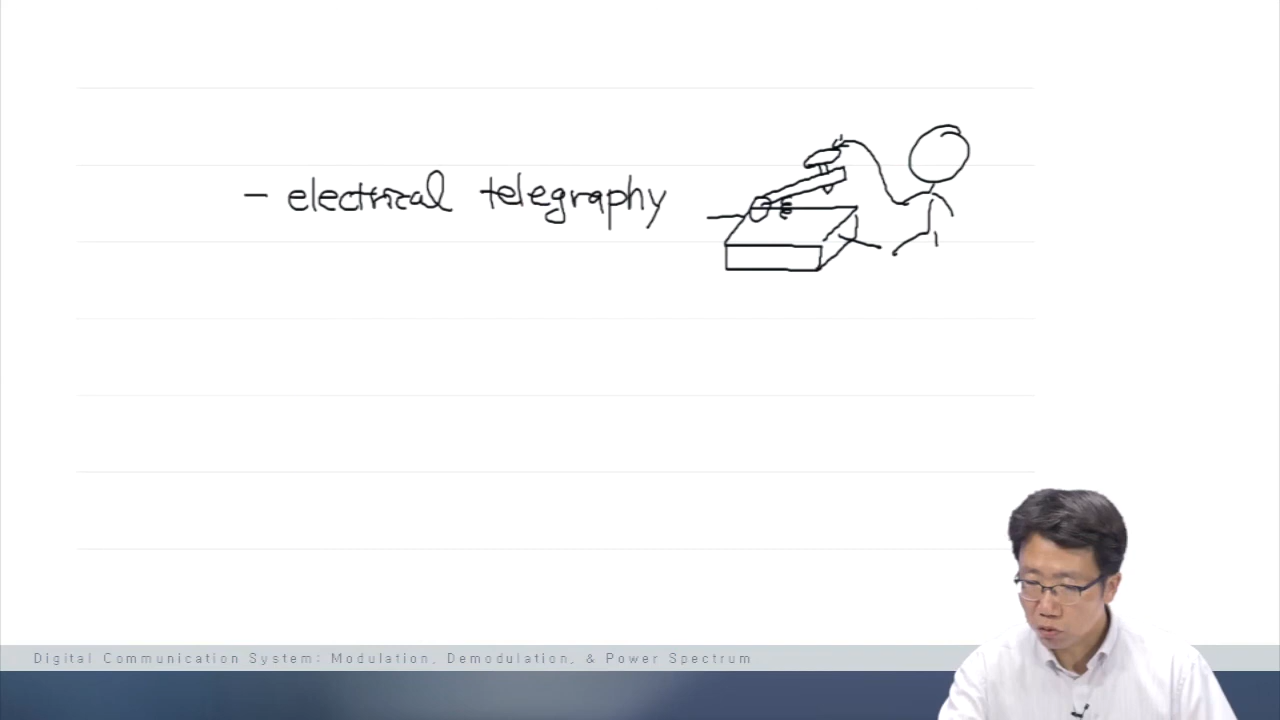 - electrical telegraphy
Digital Communication System: Modulation, Demodulation, & Power Spectrum